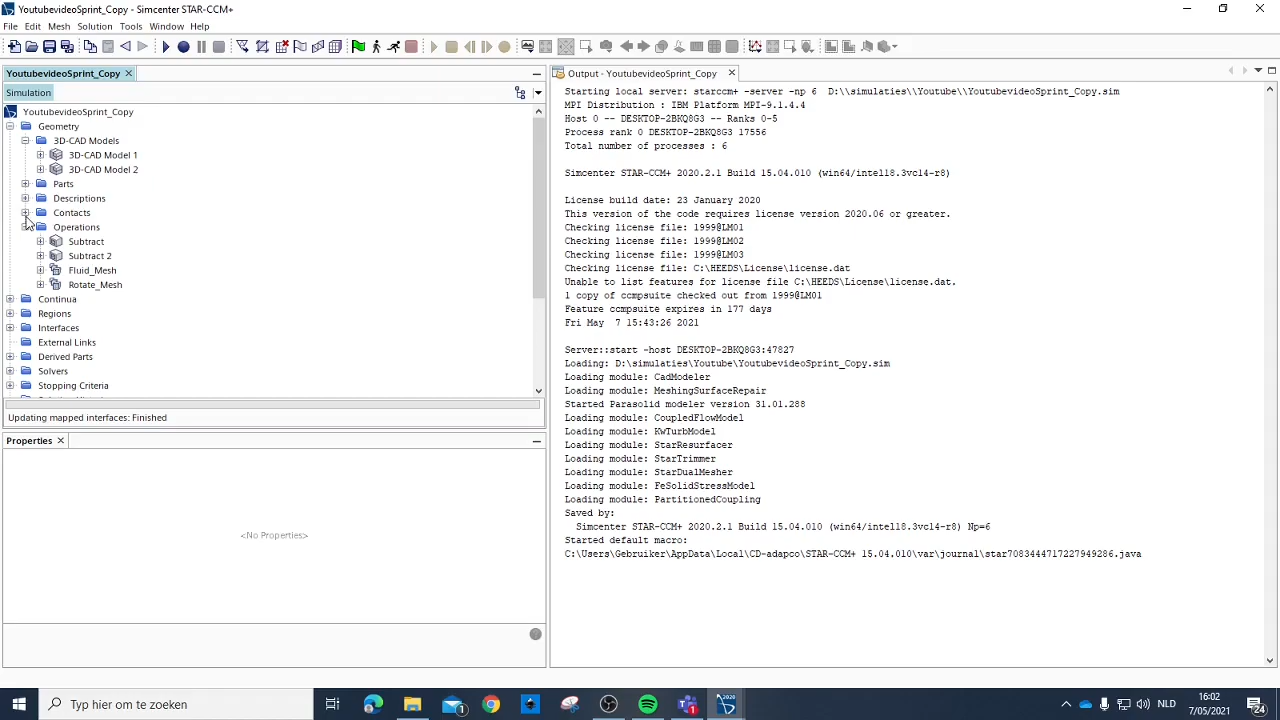 YoutubevideoSprint_Copy - Simcenter STAR-CCM+
File Edit Mesh Solution Tools Window Help
YoutubevideoSprint_Copy
Simulation
YoutubevideoSprint_Copy
Geometry
3D-CAD Models
3D-CAD Model 1
3D-CAD Model 2
Parts
Descriptions
Contacts
Operations
Subtract
Subtract 2
Fluid_Mesh
Rotate_Mesh
Continua
Regions
Interfaces
External Links
Derived Parts
Solvers
Stopping Criteria
Updating mapped interfaces: Finished
Properties
<No Properties>
Output - YoutubevideoSprint_Copy
Starting local server: starccm+ -server -np 6  D:\\simulaties\\Youtube\\YoutubevideoSprint_Copy.sim
MPI Distribution : IBM Platform MPI-9.1.4.4
Host 0 -- DESKTOP-2BKQ8G3 -- Ranks 0-5
Process rank 0 DESKTOP-2BKQ8G3 17556
Total number of processes : 6
Simcenter STAR-CCM+ 2020.2.1 Build 15.04.010 (win64/intel18.3vc14-r8)
License build date: 23 January 2020
This version of the code requires license version 2020.06 or greater.
Checking license file: 1999@LM01
Checking license file: 1999@LM02
Checking license file: 1999@LM03
Checking license file: C:\HEEDS\License\license.dat
Unable to list features for license file C:\HEEDS\License\license.dat.
1 copy of ccmpsuite checked out from 1999@LM01
Feature ccmpsuite expires in 177 days
Fri May  7 15:43:26 2021
Server::start -host DESKTOP-2BKQ8G3:47827
Loading: D:\simulaties\Youtube\YoutubevideoSprint_Copy.sim
Loading module: CadModeler
Loading module: MeshingSurfaceRepair
Started Parasolid modeler version 31.01.288
Loading module: CoupledFlowModel
Loading module: KwTurbModel
Loading module: StarResurfacer
Loading module: StarTrimmer
Loading module: StarDualMesher
Loading module: FeSolidStressModel
Loading module: PartitionedCoupling
Saved by:
Simcenter STAR-CCM+ 2020.2.1 Build 15.04.010 (win64/intel18.3vc14-r8) Np=6
Started default macro:
C:\Users\Gebruiker\AppData\Local\CD-adapco\STAR-CCM+ 15.04.010\var\journal\star7083444717227949286.java
Typ hier om te zoeken
NLD
16:02
7/05/2021
24